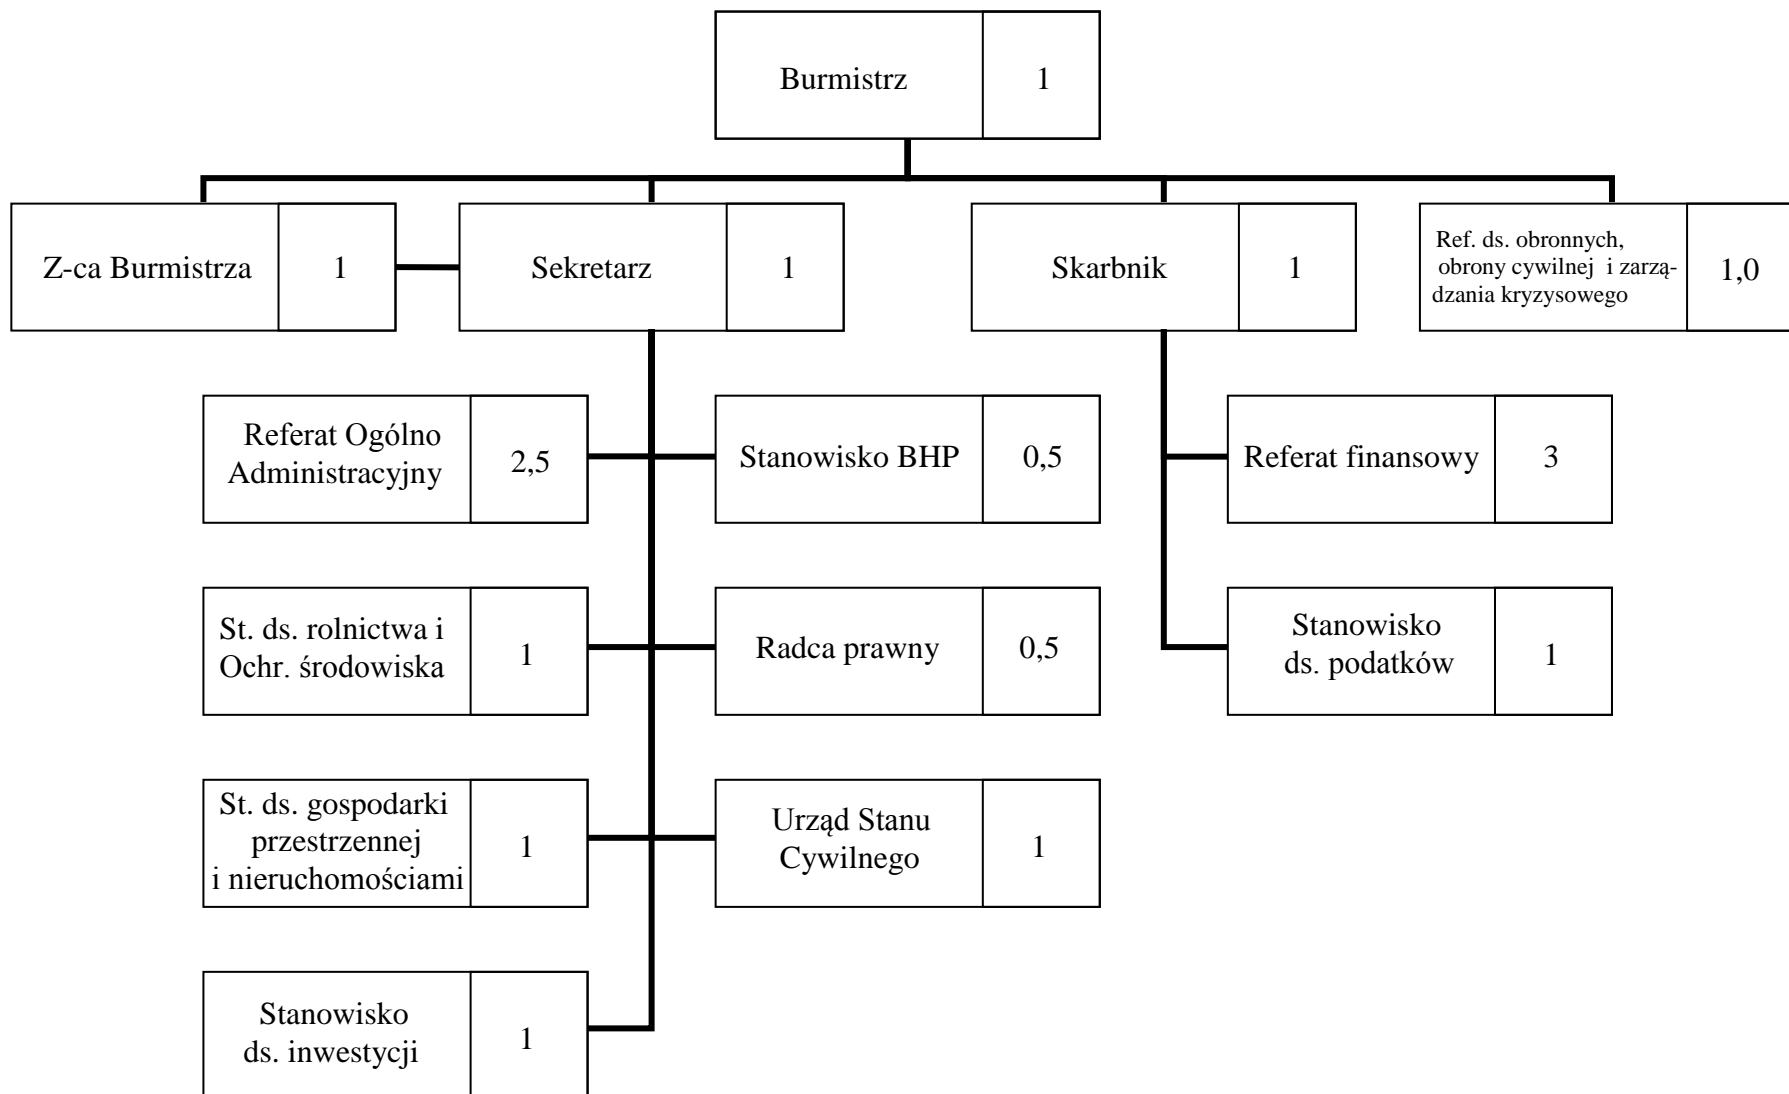 Burmistrz
1
Z-ca Burmistrza
1
Sekretarz
1
Skarbnik
1
Ref. ds. obronnych,
obrony cywilnej i zarzą-
dzania kryzysowego
1,0
Referat Ogólno
Administracyjny
2,5
Stanowisko BHP
0,5
Referat finansowy
3
St. ds. rolnictwa i
Ochr. środowiska
1
Radca prawny
0,5
Stanowisko
ds. podatków
1
St. ds. gospodarki
przestrzennej
i nieruchomościami
1
Urząd Stanu
Cywilnego
1
Stanowisko
ds. inwestycji
1